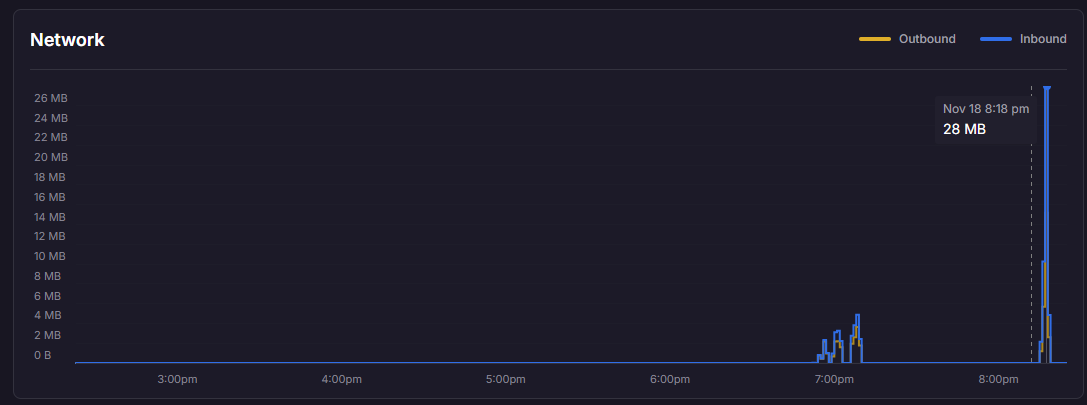 Network
Outbound
Inbound
26 MB
24 MB
22 MB
20 MB
18 MB
16 MB
14 MB
12 MB
10 MB
8 MB
6 MB
4 MB
2 MB
0 B
Nov 18 8:18 pm
28 MB
3:00pm
4:00pm
5:00pm
6:00pm
7:00pm
8:00pm